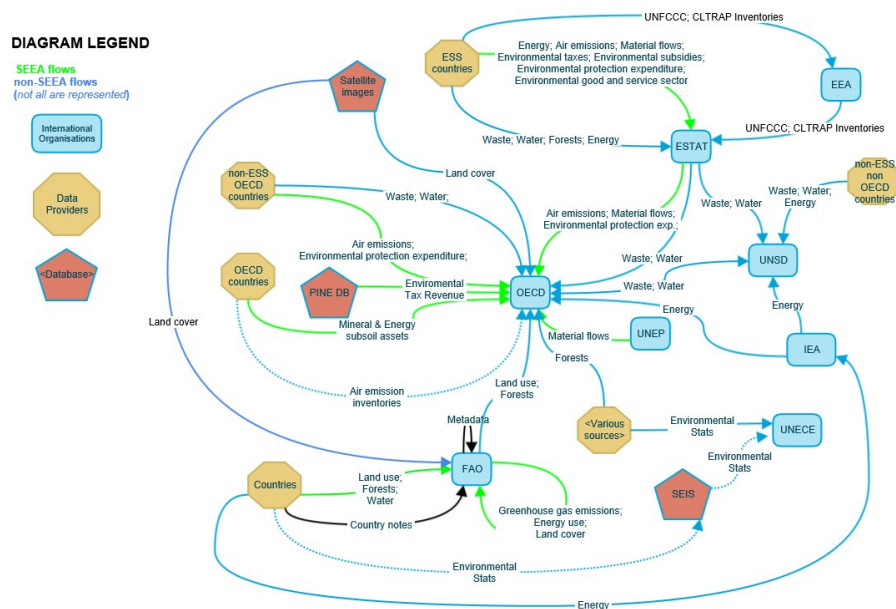 DIAGRAM LEGEND
SEEA flows
non-SEEA flows
(not all are represented)
International
Organisations
Data
Providers
<Database>
UNFCCC; CLTRAP Inventories
ESS
countries
Energy; Air emissions; Material flows;
Environmental taxes; Environmental subsidies;
Environmental protection expenditure;
Environmental good and service sector
EEA
Satellite
images
UNFCCC; CLTRAP Inventories
Waste; Water; Forests; Energy
ESTAT
Land cover
non-ESS
OECD
countries
Waste; Water;
Waste; Water
Waste; Water;
Energy
non-ESS
non
OECD
countries
Air emissions; Material flows;
Environmental protection exp.;
Air emissions;
Environmental protection expenditure;
Waste; Water
UNSD
OECD
countries
PINE DB
Enviromental
Tax Revenue
OECD
Waste; Water
Energy
Energy
Land cover
Mineral & Energy
subsoil assets
Material flows
UNEP
IEA
Forests
Air emission
inventories
Land use;
Forests
Metadata
<Various
sources>
Environmental
Stats
UNECE
Environmental
Stats
FAO
Countries
Land use;
Forests;
Water
SEIS
Country notes
Greenhouse gas emissions;
Energy use;
Land cover
Environmental
Stats
Energy